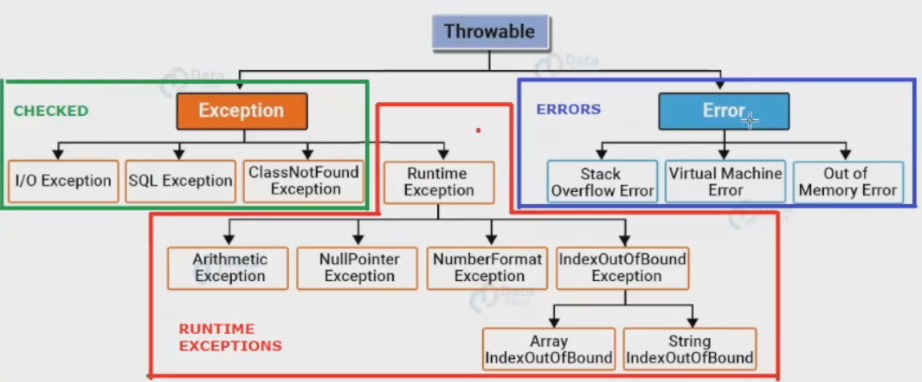 Throwable
CHECKED
Exception
ERRORS
Error
I/O Exception
SQL Exception
ClassNotFound
Exception
Runtime
Exception
Stack
Overflow Error
Virtual Machine
Error
Out of
Memory Error
Arithmetic
Exception
NullPointer
Exception
NumberFormat
Exception
IndexOutOfBound
Exception
RUNTIME
EXCEPTIONS
Array
IndexOutOfBound
String
IndexOutOfBound